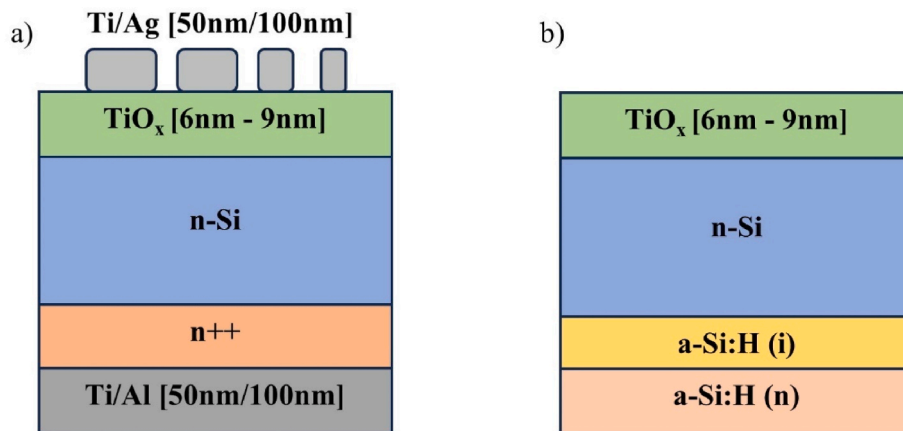 a)
Ti/Ag [50nm/100nm]
TiOₓ [6nm - 9nm]
n-Si
n++
Ti/Al [50nm/100nm]
b)
TiOₓ [6nm - 9nm]
n-Si
a-Si:H (i)
a-Si:H (n)